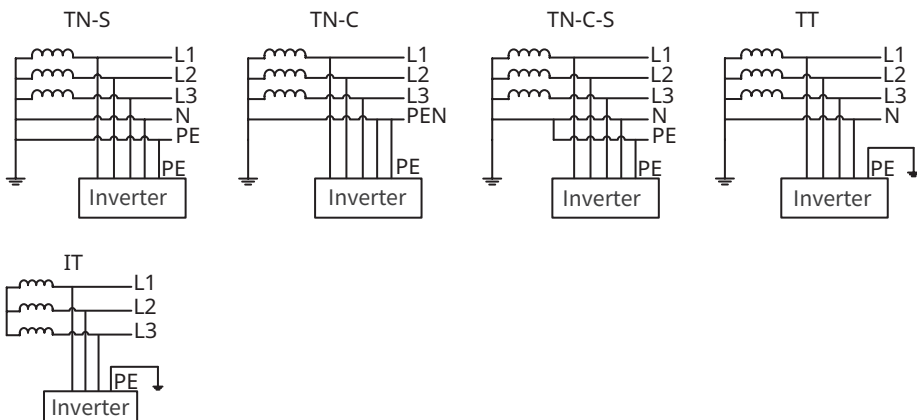 TN-S
L1
L2
L3
N
PE
PE
Inverter
TN-C
L1
L2
L3
PEN
PE
Inverter
TN-C-S
L1
L2
L3
N
PE
PE
Inverter
TT
L1
L2
L3
N
PE
Inverter
IT
L1
L2
L3
PE
Inverter